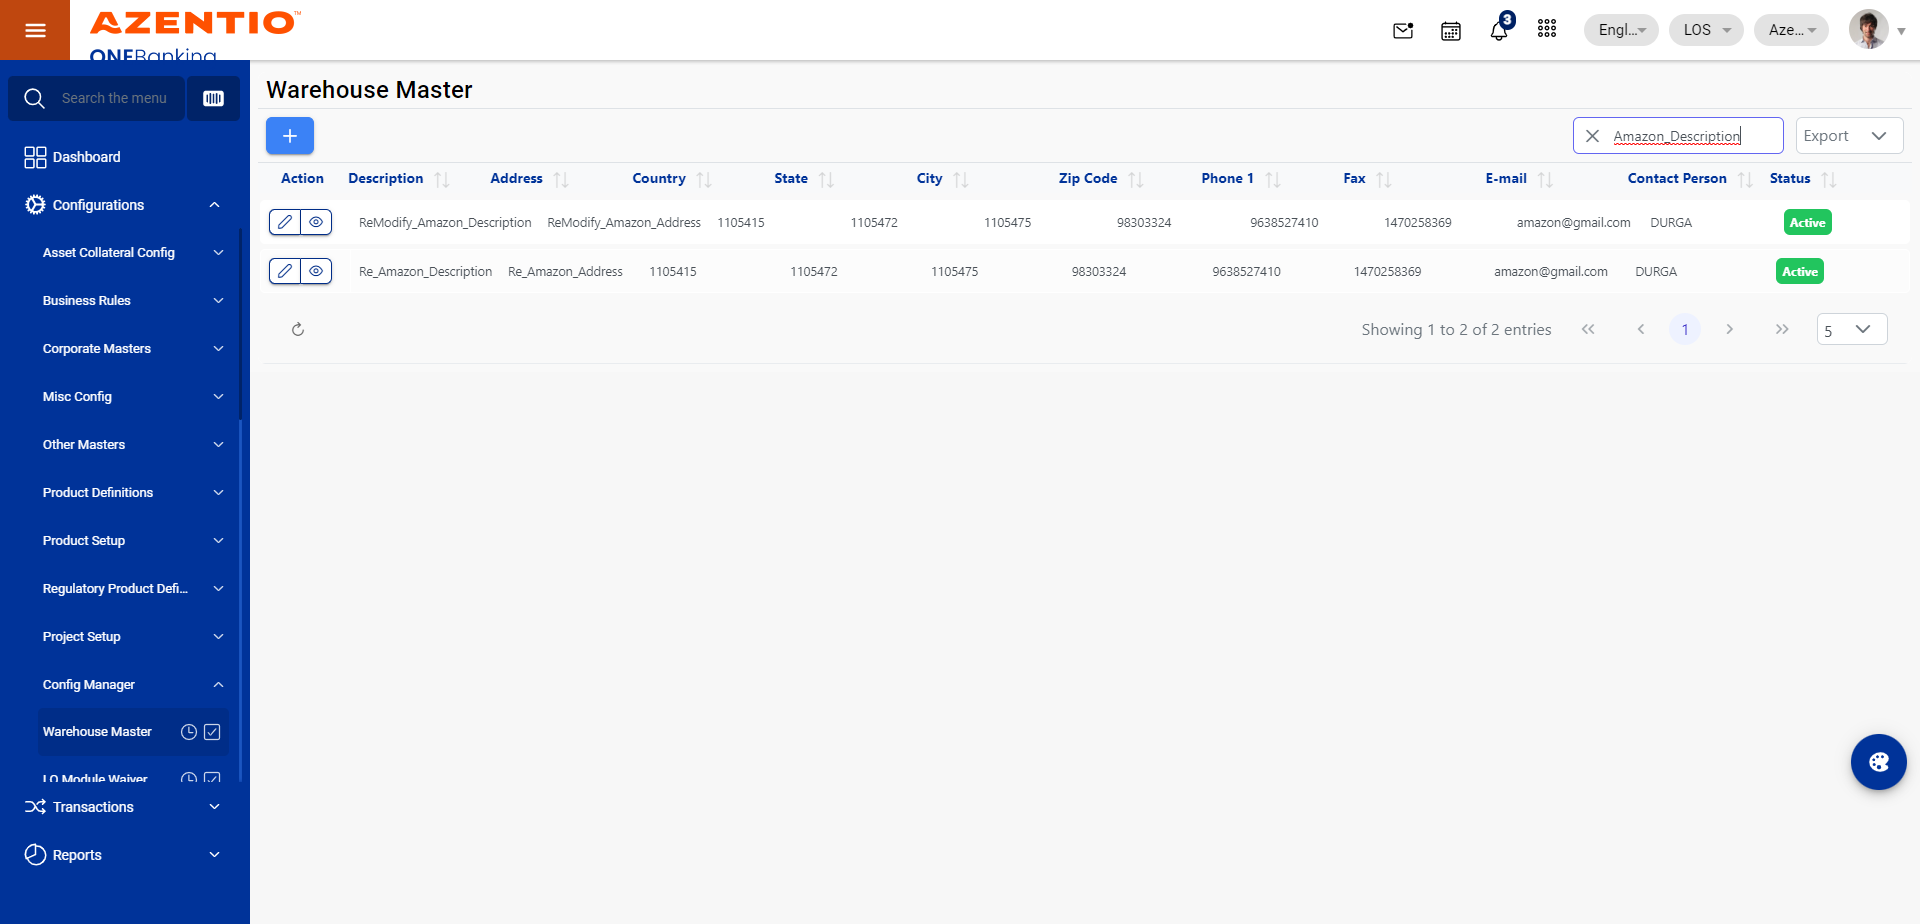 AZENTIO™
ONEBanking
3
Engl...
LOS
Aze...
Search the menu
Dashboard
Configurations
Asset Collateral Config
Business Rules
Corporate Masters
Misc Config
Other Masters
Product Definitions
Product Setup
Regulatory Product Defi...
Project Setup
Config Manager
Warehouse Master
LO Module Waiver
Transactions
Reports
Warehouse Master
+
Amazon_Description
Export
Action Description Address Country State City Zip Code Phone 1 Fax E-mail Contact Person Status
ReModify_Amazon_Description ReModify_Amazon_Address 1105415 1105472 1105475 98303324 9638527410 1470258369 amazon@gmail.com DURGA Active
Re_Amazon_Description Re_Amazon_Address 1105415 1105472 1105475 98303324 9638527410 1470258369 amazon@gmail.com DURGA Active
Showing 1 to 2 of 2 entries 1 5